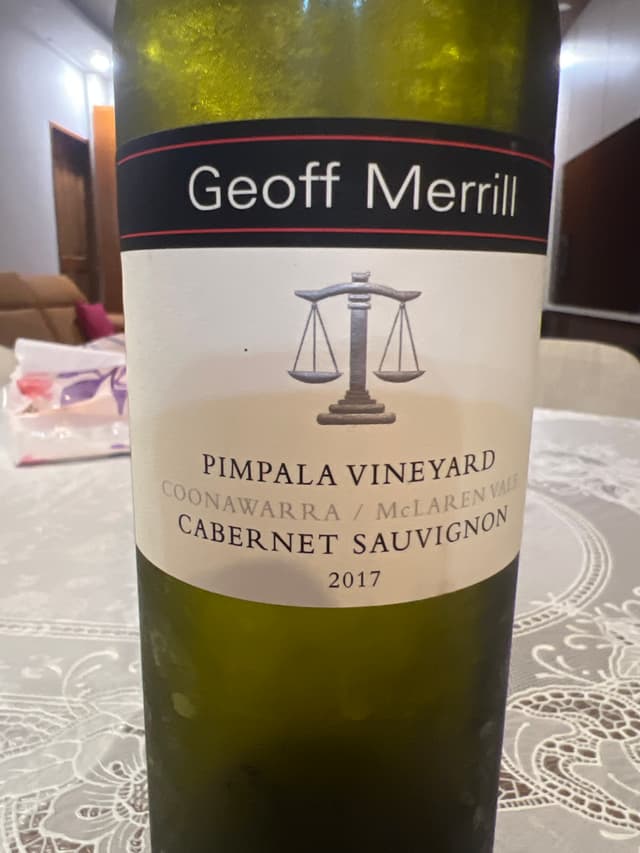 Geoff Merrill
PIMPALA VINEYARD
COONAWARRA / McLAREN VALE
CABERNET SAUVIGNON
2017